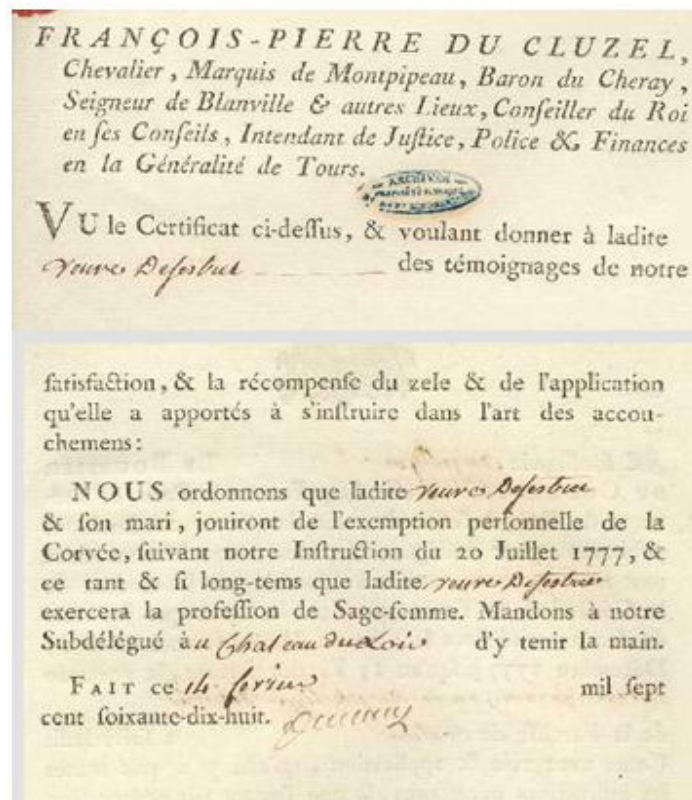 FRANÇOIS-PIERRE DU CLUZEL,
Chevalier, Marquis de Montpipeau, Baron du Cheray,
Seigneur de Blanville & autres Lieux, Conſeiller du Roi
en ſes Conſeils, Intendant de Juſtice, Police & Finances
en la Généralité de Tours.
ARCHIVES
VU le Certificat ci-deſſus, & voulant donner à ladite
veuve des témoignages de notre
ſatisfaction, & la récompenſe du zele & de l'application
qu'elle a apportés à s'inſtruire dans l'art des accou-
chemens:
NOUS ordonnons que ladite veuve
& ſon mari, jouiront de l'exemption perſonnelle de la
Corvée, ſuivant notre Inſtruction du 20 Juillet 1777, &
ce tant & ſi long-tems que ladite veuve
exercera la profeſſion de Sage-femme. Mandons à notre
Subdélégué àu Chateau du Loir d'y tenir la main.
FAIT ce 14 mil ſept
cent ſoixante-dix-huit.